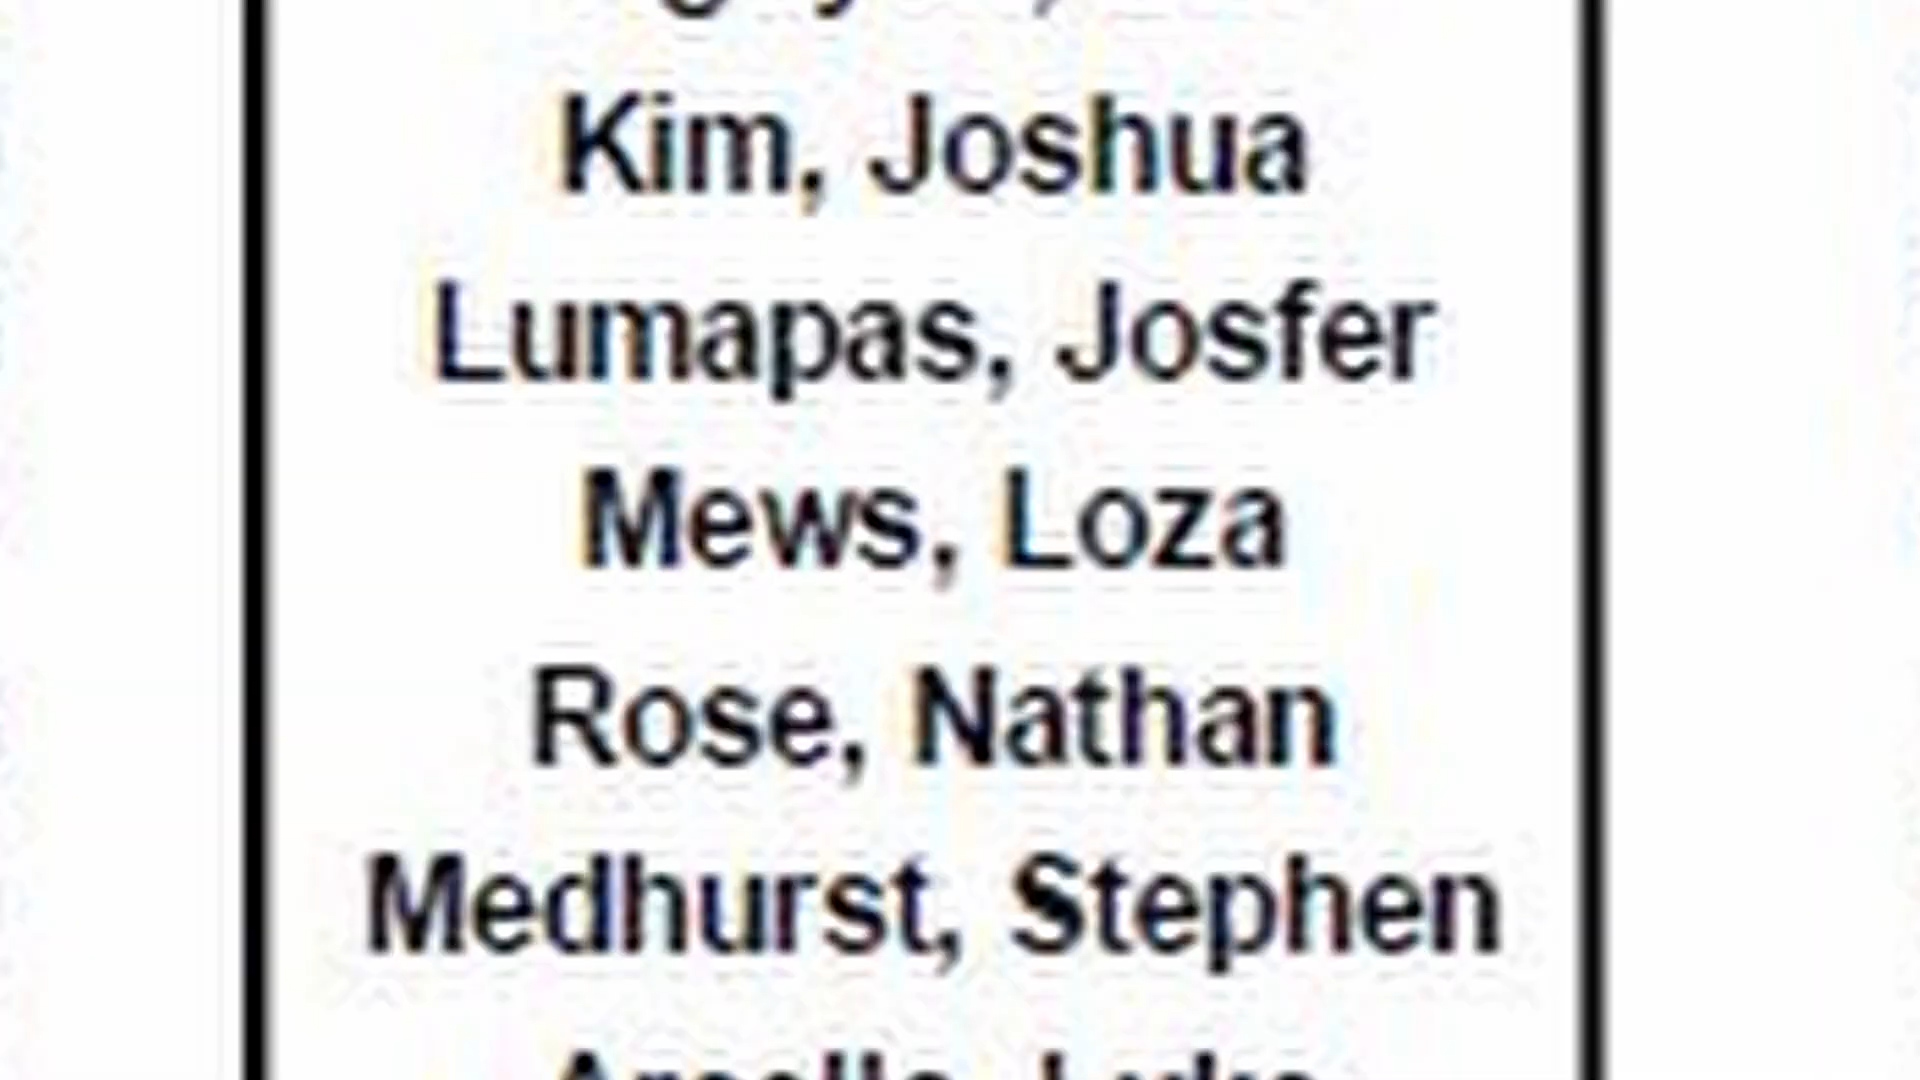 Kim, Joshua
Lumapas, Josfer
Mews, Loza
Rose, Nathan
Medhurst, Stephen